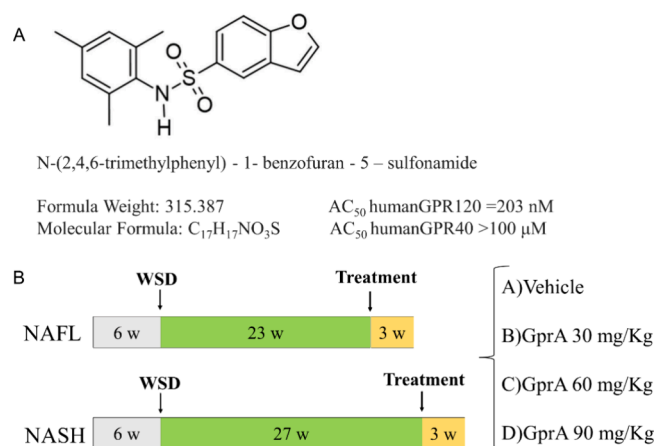 A
O
O
S
N
O
H
N-(2,4,6-trimethylphenyl) - 1- benzofuran - 5 – sulfonamide
Formula Weight: 315.387 AC50 humanGPR120 =203 nM
Molecular Formula: C17H17NO3S AC50 humanGPR40 >100 µM
B
WSD Treatment
NAFL 6 w 23 w 3 w
WSD Treatment
NASH 6 w 27 w 3 w
A)Vehicle
B)GprA 30 mg/Kg
C)GprA 60 mg/Kg
D)GprA 90 mg/Kg